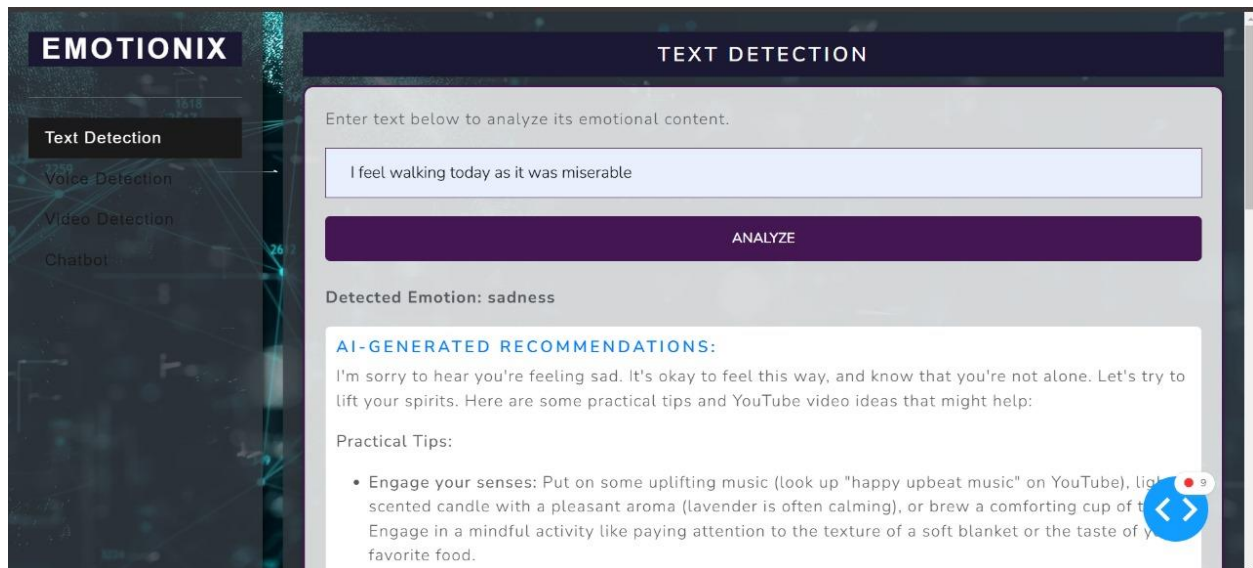 EMOTIONIX
Text Detection
Voice Detection
Video Detection
Chatbot
1618
2259
2612
TEXT DETECTION
Enter text below to analyze its emotional content.
I feel walking today as it was miserable
ANALYZE
Detected Emotion: sadness
AI-GENERATED RECOMMENDATIONS:
I'm sorry to hear you're feeling sad. It's okay to feel this way, and know that you're not alone. Let's try to
lift your spirits. Here are some practical tips and YouTube video ideas that might help:
Practical Tips:
• Engage your senses: Put on some uplifting music (look up "happy upbeat music" on YouTube),
scented candle with a pleasant aroma (lavender is often calming), or brew a comforting cup of
Engage in a mindful activity like paying attention to the texture of a soft blanket or the taste of
favorite food.
9